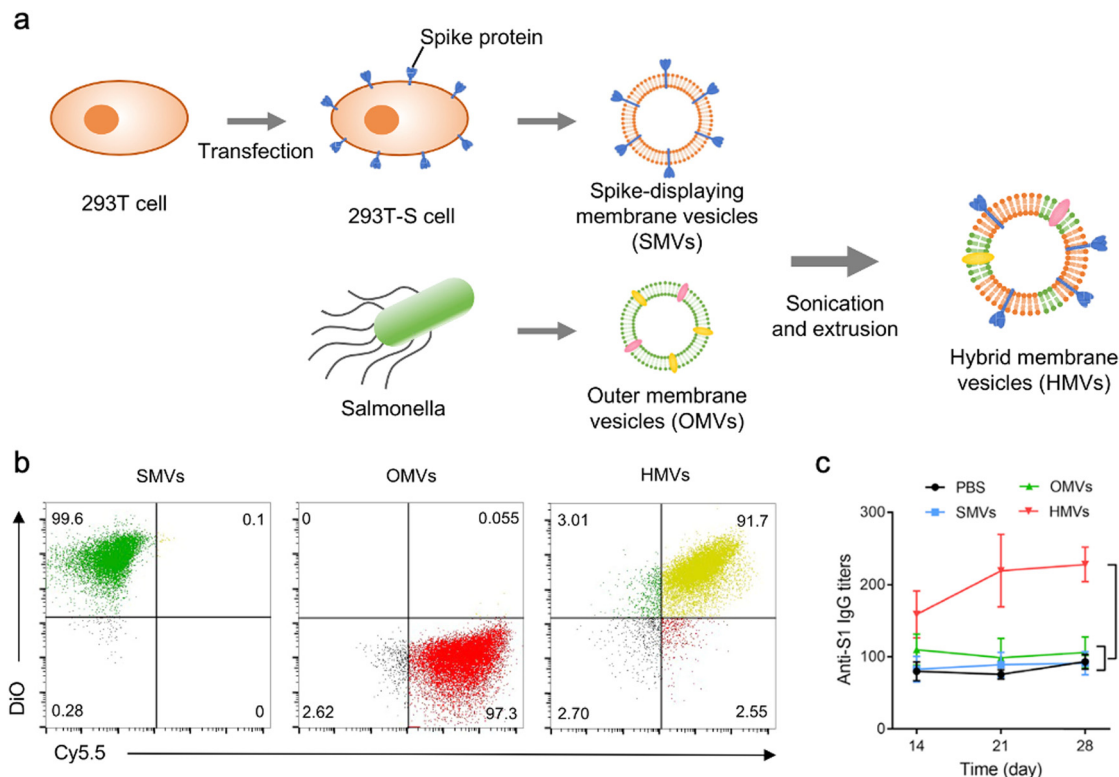 a
Spike protein
Transfection
293T cell
293T-S cell
Spike-displaying
membrane vesicles
(SMVs)
Salmonella
Outer membrane
vesicles (OMVs)
Sonication
and extrusion
Hybrid membrane
vesicles (HMVs)
b
SMVs
OMVs
HMVs
99.6
0.1
0.28
0
0
0.055
2.62
97.3
3.01
91.7
2.70
2.55
DiO
Cy5.5
c
PBS
OMVs
SMVs
HMVs
Anti-S1 IgG titers
300
200
100
0
14
21
28
Time (day)